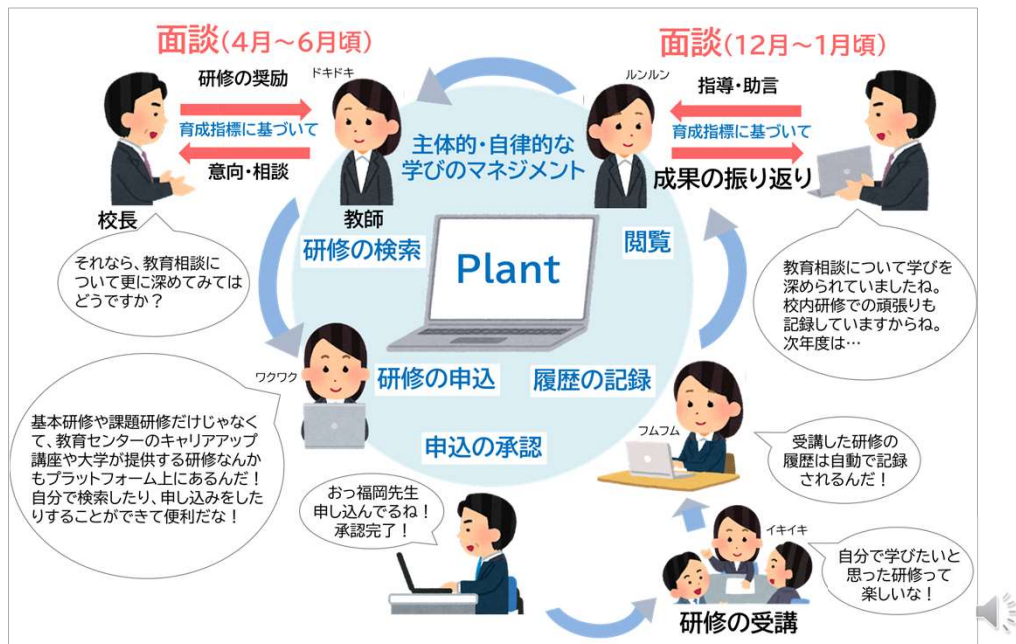 面談(4月～6月頃)
研修の奨励
育成指標に基づいて
意向・相談
ドキドキ
校長
教師
それなら、教育相談に
ついて更に深めてみては
どうですか？
面談(12月～1月頃)
ルンルン
指導・助言
育成指標に基づいて
成果の振り返り
主体的・自律的な
学びのマネジメント
研修の検索
Plant
閲覧
教育相談について学びを
深められていましたね。
校内研修での頑張りも
記録していますからね。
次年度は…
ワクワク
研修の申込
履歴の記録
申込の承認
基本研修や課題研修だけじゃなく
て、教育センターのキャリアアップ
講座や大学が提供する研修なんか
もプラットフォーム上にあるんだ！
自分で検索したり、申し込みをした
りすることができて便利だな！
おっ福岡先生
申し込んでるね！
承認完了！
フムフム
受講した研修の
履歴は自動で記録
されるんだ！
イキイキ
自分で学びたいと
思った研修って
楽しいな！
研修の受講